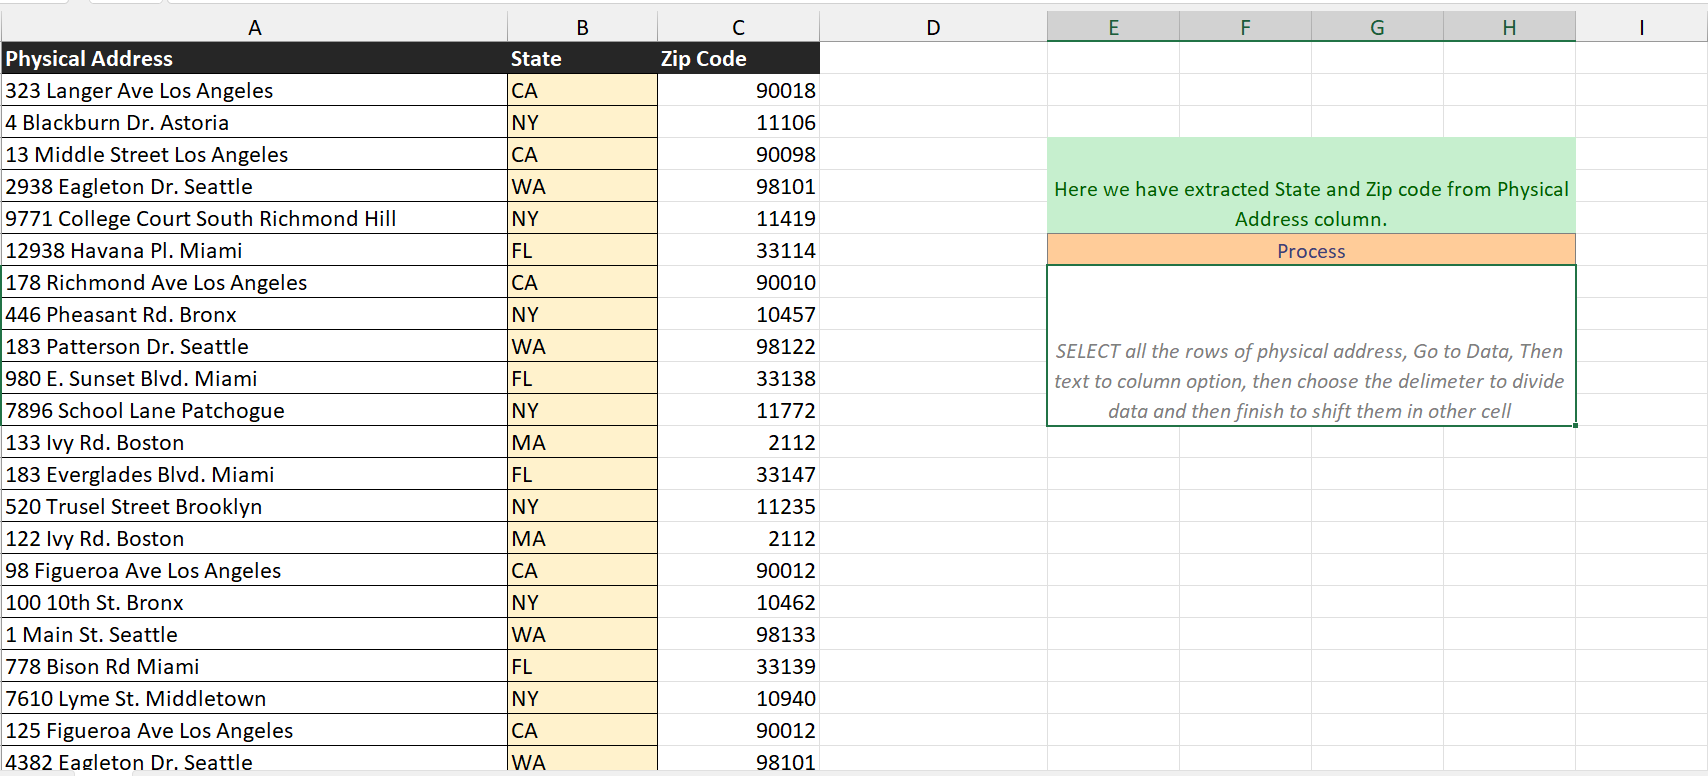 A B C D E F G H I
Physical Address State Zip Code
323 Langer Ave Los Angeles CA 90018
4 Blackburn Dr. Astoria NY 11106
13 Middle Street Los Angeles CA 90098
2938 Eagleton Dr. Seattle WA 98101
9771 College Court South Richmond Hill NY 11419
12938 Havana Pl. Miami FL 33114
178 Richmond Ave Los Angeles CA 90010
446 Pheasant Rd. Bronx NY 10457
183 Patterson Dr. Seattle WA 98122
980 E. Sunset Blvd. Miami FL 33138
7896 School Lane Patchogue NY 11772
133 Ivy Rd. Boston MA 2112
183 Everglades Blvd. Miami FL 33147
520 Trusel Street Brooklyn NY 11235
122 Ivy Rd. Boston MA 2112
98 Figueroa Ave Los Angeles CA 90012
100 10th St. Bronx NY 10462
1 Main St. Seattle WA 98133
778 Bison Rd Miami FL 33139
7610 Lyme St. Middletown NY 10940
125 Figueroa Ave Los Angeles CA 90012
4382 Eagleton Dr. Seattle WA 98101
Here we have extracted State and Zip code from Physical
Address column.
Process
SELECT all the rows of physical address, Go to Data, Then
text to column option, then choose the delimeter to divide
data and then finish to shift them in other cell